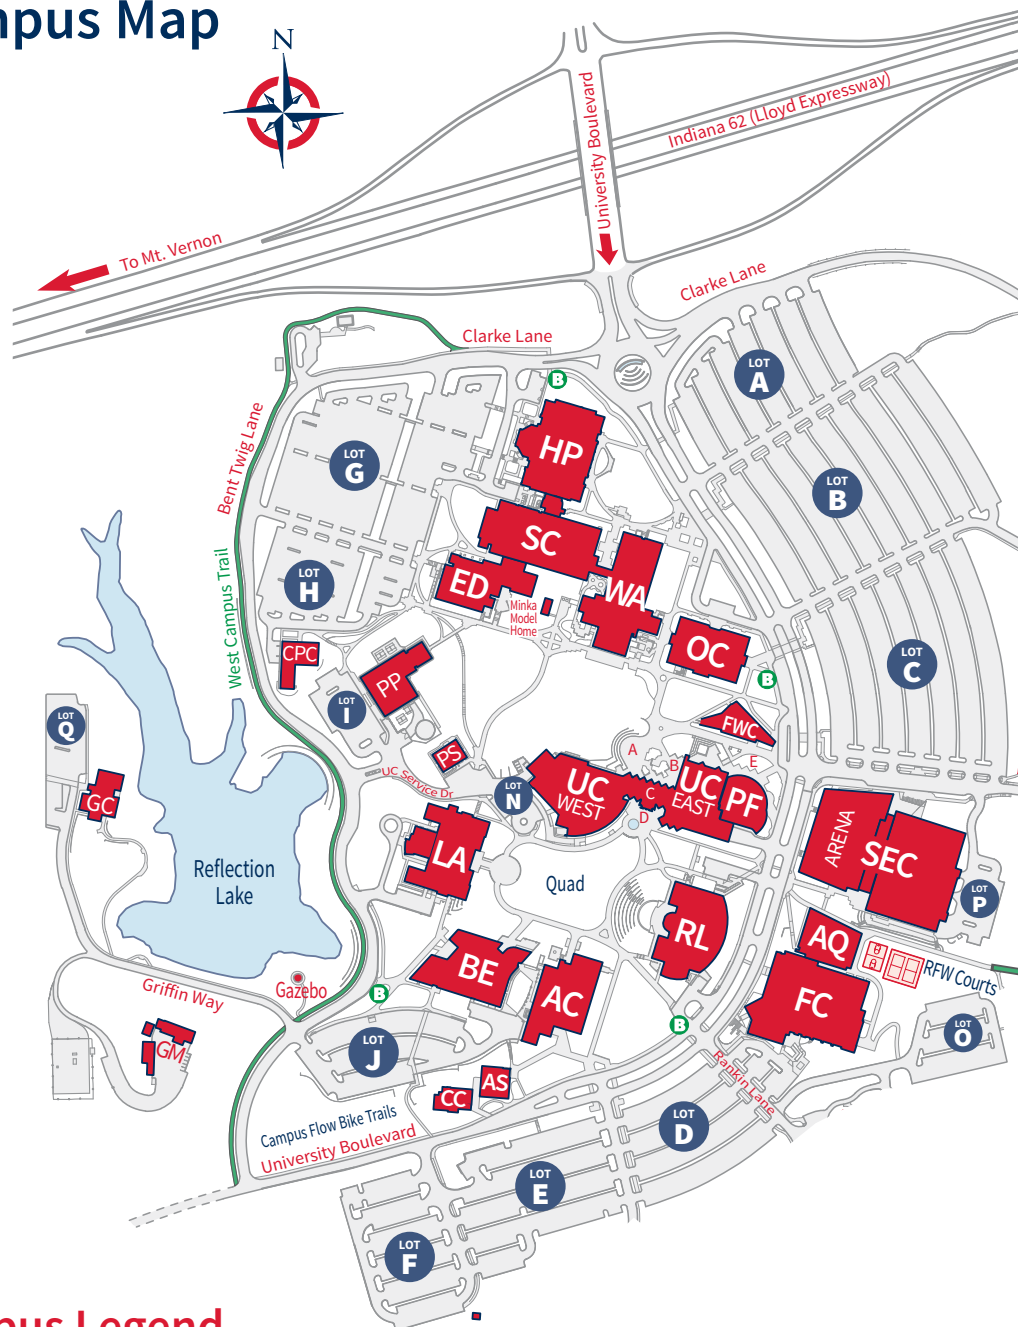 mpus Map
N
University Boulevard
Indiana 62 (Lloyd Expressway)
To Mt. Vernon
Clarke Lane
Clarke Lane
B
LOT
A
HP
Bent Twig Lane
LOT
G
LOT
B
SC
West Campus Trail
LOT
H
ED
WA
Minka
Model
Home
CPC
OC
LOT
C
PP
B
LOT
I
LOT
Q
FWC
A
PS
B
E
UC Service Dr
LOT
N
UC
WEST
C
UC
EAST
PF
D
GC
LA
ARENA
SEC
Reflection
Lake
Quad
LOT
P
RL
AQ
RFW Courts
BE
Griffin Way
Gazebo
B
AC
FC
B
LOT
O
GM
LOT
J
Rankin Lane
AS
CC
Campus Flow Bike Trails
University Boulevard
LOT
D
LOT
E
LOT
F
pus Legend